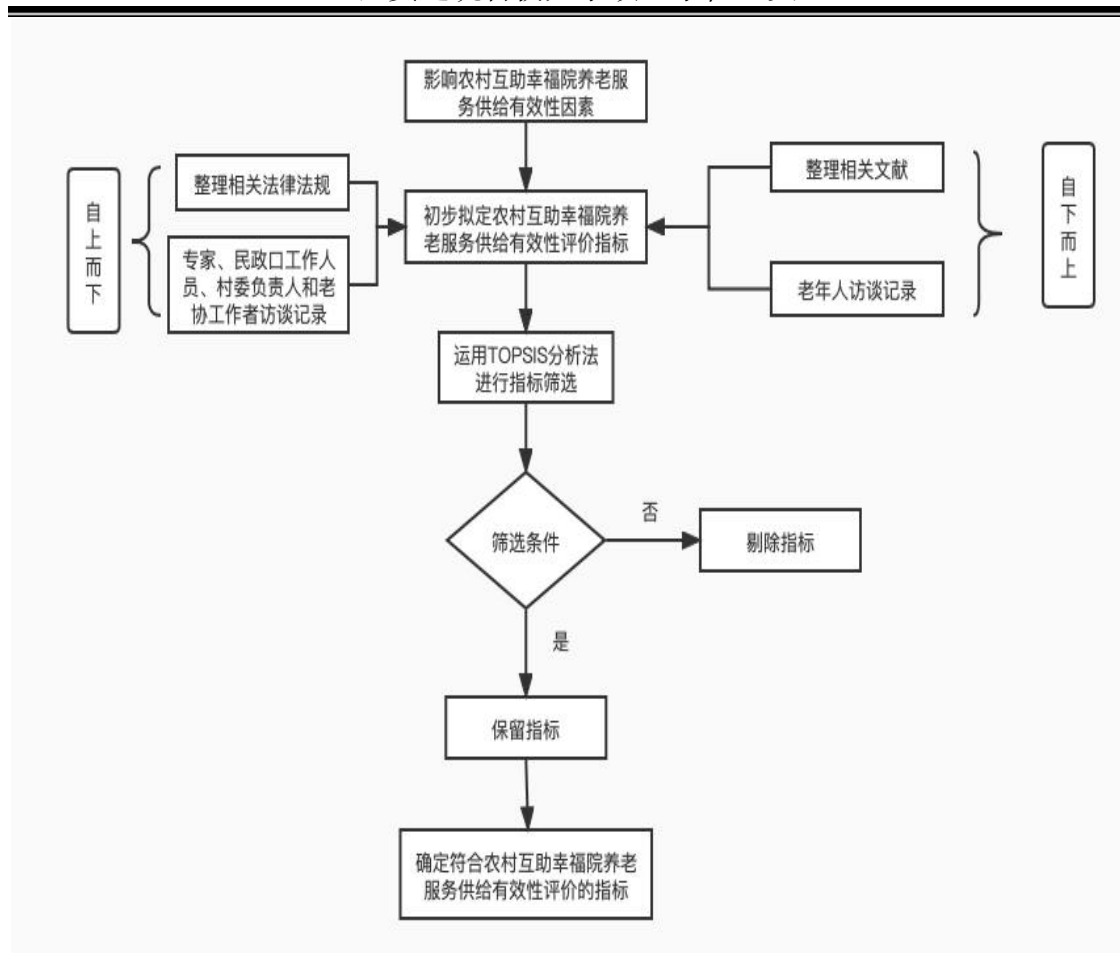 影响农村互助幸福院养老服
务供给有效性因素
自
上
而
下
整理相关法律法规
专家、民政口工作人
员、村委负责人和老
协工作者访谈记录
初步拟定农村互助幸福院养
老服务供给有效性评价指标
整理相关文献
老年人访谈记录
自
下
而
上
运用TOPSIS分析法
进行指标筛选
筛选条件
否
剔除指标
是
保留指标
确定符合农村互助幸福院养老
服务供给有效性评价的指标